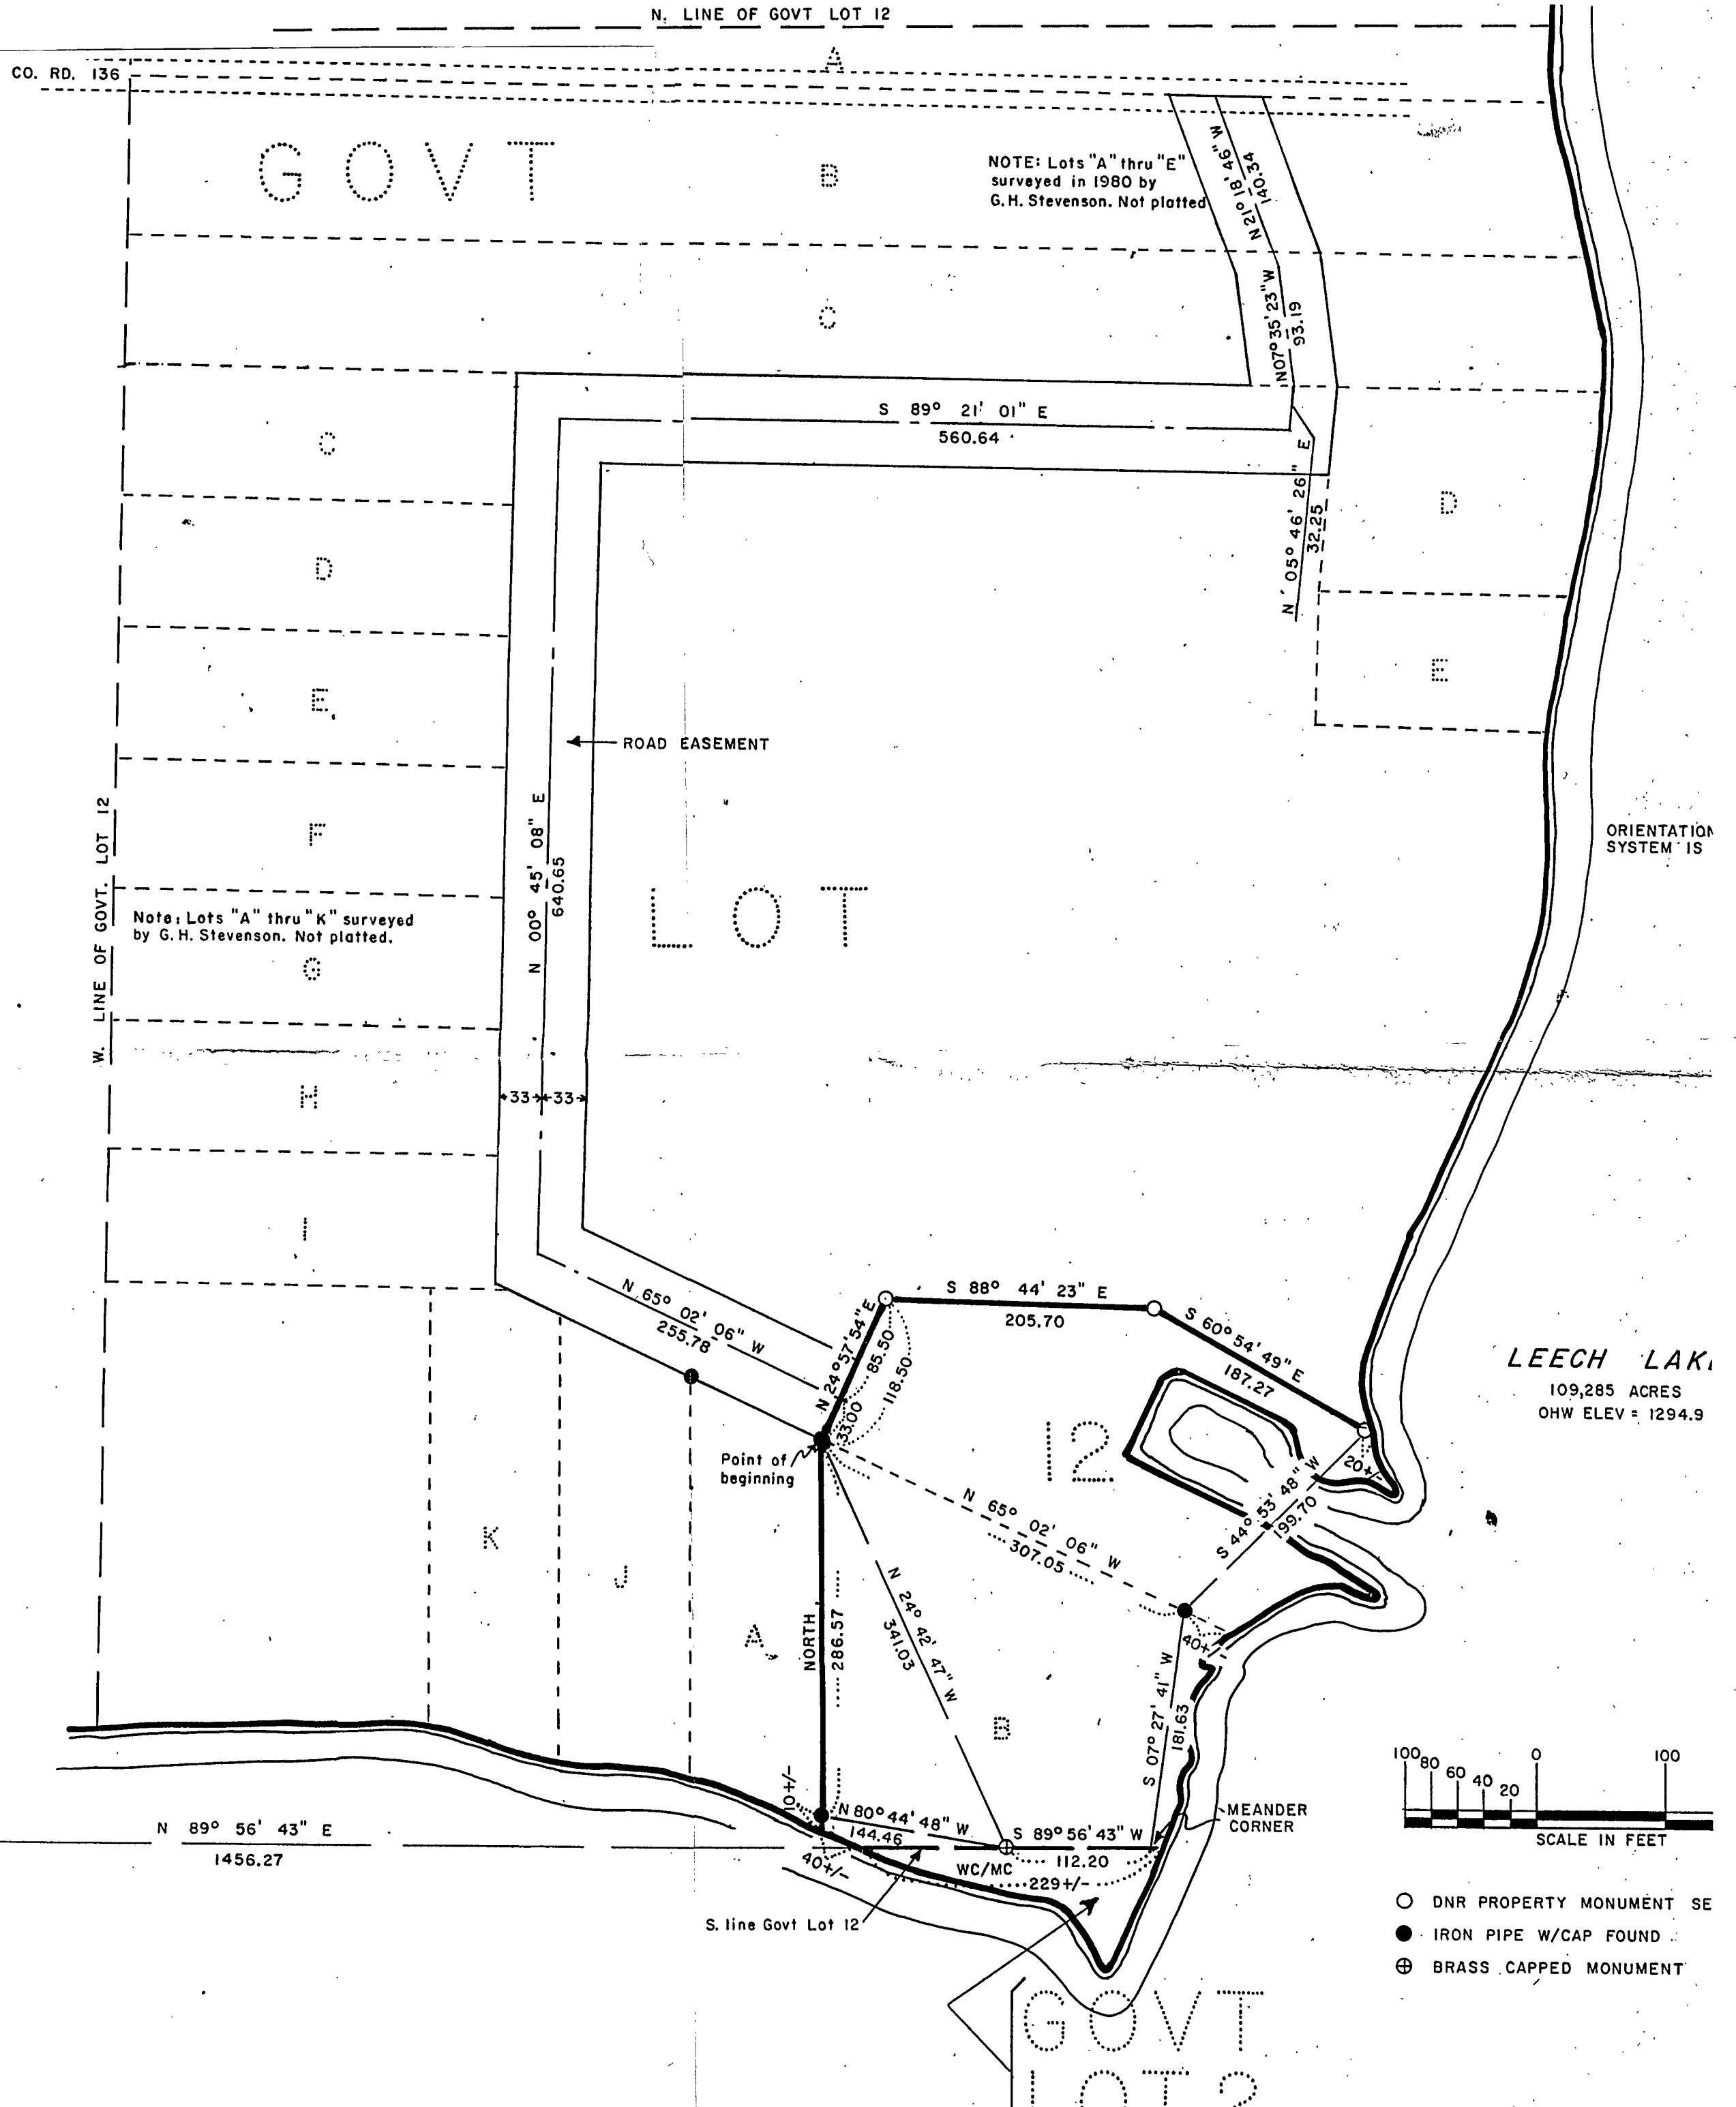 N. LINE OF GOVT LOT 12
A
CO. RD. 136
GOVT
B
NOTE: Lots "A" thru "E"
surveyed in 1980 by
G.H. Stevenson. Not platted
N21° 18' 46" W
140.34
C
N07° 35' 23" W
93.19
S 89° 21' 01" E
560.64
C
N 05° 46' 26" E
32.25
D
D
E
E
ROAD EASEMENT
W. LINE OF GOVT. LOT 12
F
N 00° 45' 08" E
640.65
ORIENTATION
SYSTEM IS
LOT
Note: Lots "A" thru "K" surveyed
by G.H. Stevenson. Not platted.
G
H
33 33
I
N 65° 02' 06" W
255.78
N 24° 57' 54" E
85.50
118.50
33.00
S 88° 44' 23" E
205.70
S 60° 54' 49" E
187.27
LEECH LAK
109,285 ACRES
OHW ELEV = 1294.9
12
Point of
beginning
20+/-
S 44° 53' 48" W
199.70
N 65° 02' 06" W
307.05
K
J
A
NORTH
286.57
N 24° 42' 47" W
341.03
40+/-
S 07° 27' 41" W
181.63
B
10+/-
N 80° 44' 48" W
144.46
S 89° 56' 43" W
112.20
MEANDER
CORNER
N 89° 56' 43" E
1456.27
40+/-
WC/MC
229+/-
S. line Govt Lot 12
100 80 60 40 20 0 100
SCALE IN FEET
DNR PROPERTY MONUMENT SE
IRON PIPE W/CAP FOUND
BRASS CAPPED MONUMENT
GOVT
LOT 2